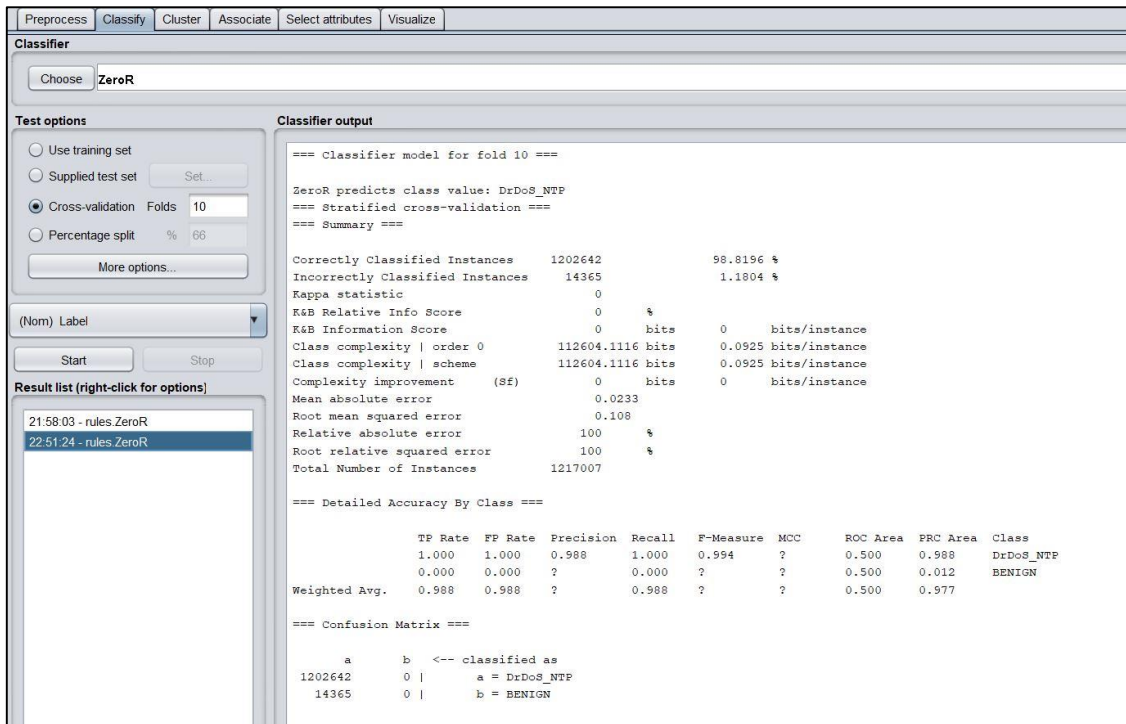 Preprocess Classify Cluster Associate Select attributes Visualize
Classifier
Choose ZeroR
Test options
Use training set
Supplied test set Set...
Cross-validation Folds 10
Percentage split % 66
More options...
(Nom) Label
Start Stop
Result list (right-click for options)
21:58:03 - rules.ZeroR
22:51:24 - rules.ZeroR
Classifier output
=== Classifier model for fold 10 ===
ZeroR predicts class value: DrDoS_NTP
=== Stratified cross-validation ===
=== Summary ===
Correctly Classified Instances 1202642 98.8196 %
Incorrectly Classified Instances 14365 1.1804 %
Kappa statistic 0
K&B Relative Info Score 0 %
K&B Information Score 0 bits 0 bits/instance
Class complexity | order 0 112604.1116 bits 0.0925 bits/instance
Class complexity | scheme 112604.1116 bits 0.0925 bits/instance
Complexity improvement (Sf) 0 bits 0 bits/instance
Mean absolute error 0.0233
Root mean squared error 0.108
Relative absolute error 100 %
Root relative squared error 100 %
Total Number of Instances 1217007
=== Detailed Accuracy By Class ===
TP Rate FP Rate Precision Recall F-Measure MCC ROC Area PRC Area Class
1.000 1.000 0.988 1.000 0.994 ? 0.500 0.988 DrDoS_NTP
0.000 0.000 ? 0.000 ? ? 0.500 0.012 BENIGN
Weighted Avg. 0.988 0.988 ? 0.988 ? ? 0.500 0.977
=== Confusion Matrix ===
a b <-- classified as
1202642 0 | a = DrDoS_NTP
14365 0 | b = BENIGN